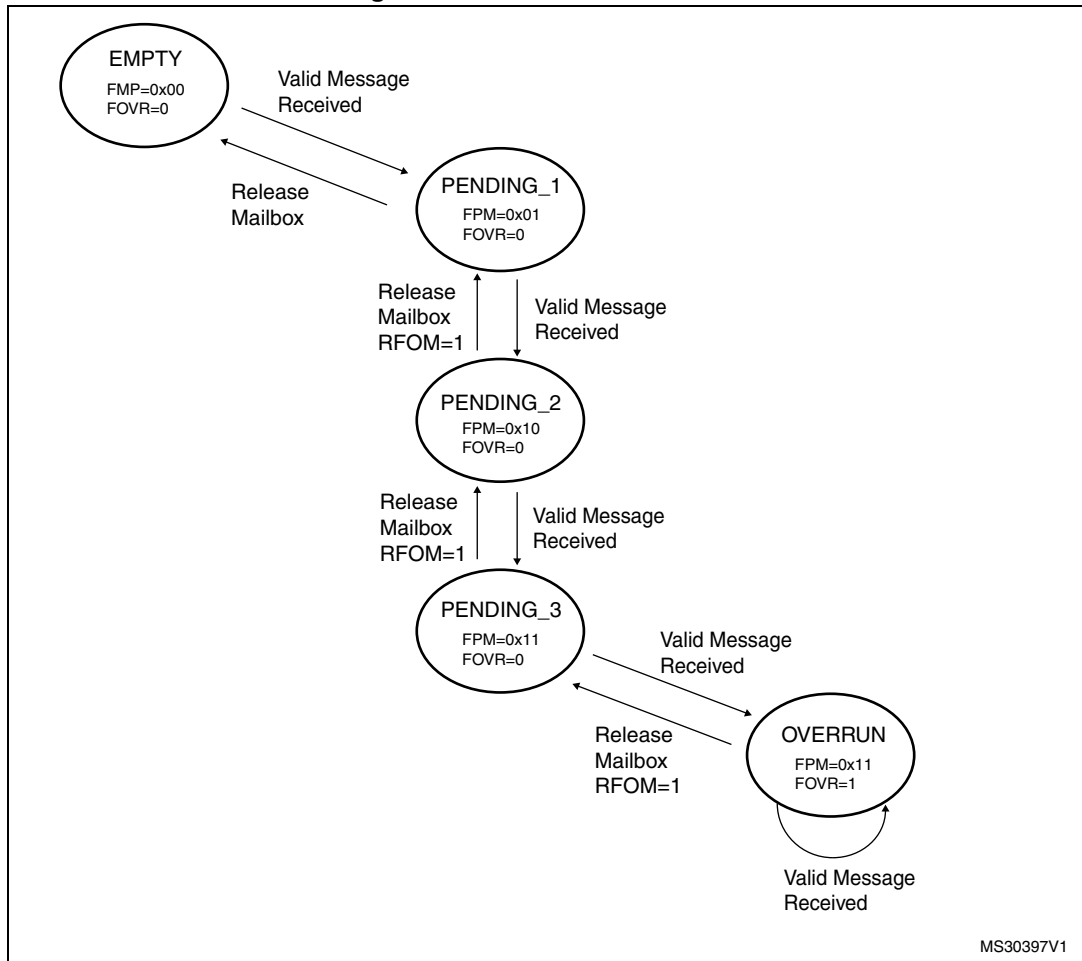 EMPTY
FMP=0x00
FOVR=0
Valid Message
Received
Release
Mailbox
PENDING_1
FPM=0x01
FOVR=0
Release
Mailbox
RFOM=1
Valid Message
Received
PENDING_2
FPM=0x10
FOVR=0
Release
Mailbox
RFOM=1
Valid Message
Received
PENDING_3
FPM=0x11
FOVR=0
Valid Message
Received
Release
Mailbox
RFOM=1
OVERRUN
FPM=0x11
FOVR=1
Valid Message
Received
MS30397V1